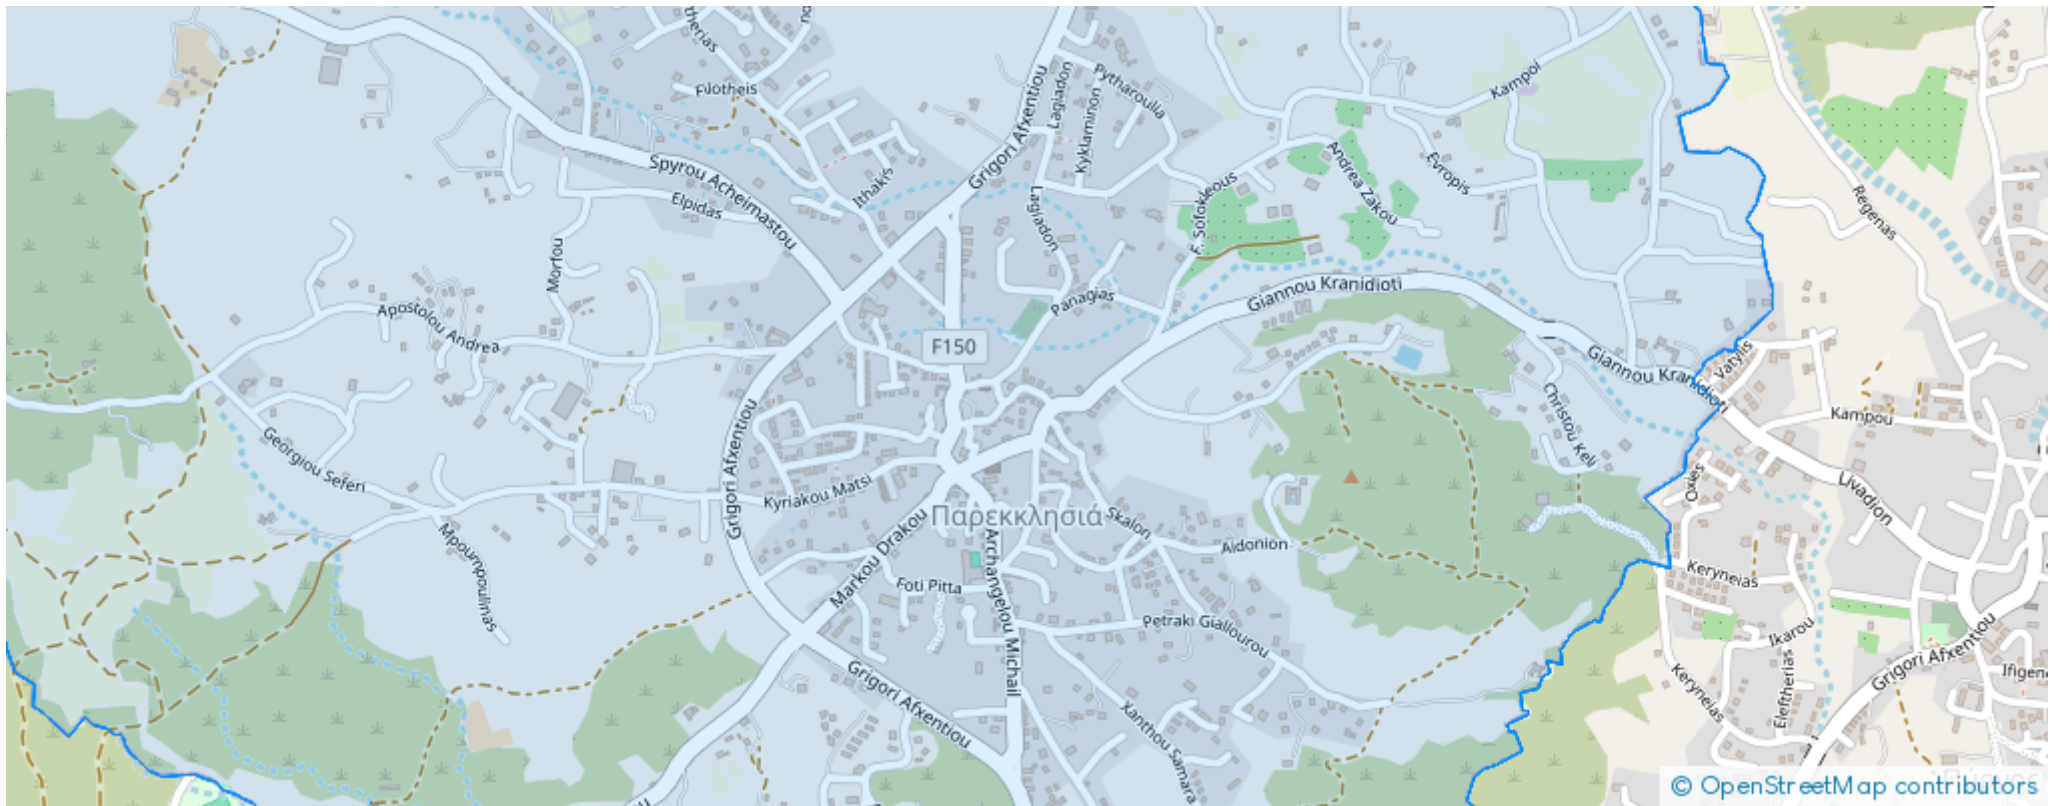 Filotheis
Grigori Afxentiou
Lagiadon
Pytharoulia
Kyklaminon
Kampoi
Spyrou Acheimastou
Elpidas
Ithakis
Lagiadon
F. Sofokleous
Andrea Zakou
Evropis
Regenas
Morfou
Apostolou Andrea
Panagias
Giannou Kranidioti
F150
Giannou Kranidioti
Vatylis
Christou Keli
Kampou
Georgiou Seferi
Grigori Afxentiou
Kyriakou Matsi
Oxies
Livadion
Παρεκκλησιά
Skalon
Aidonion
Mpoumpoulinas
Markou Drakou
Archangelou Michail
Foti Pitta
Petraki Giallourou
Keryneias
Ikarou
Eleftherias
Keryneias
Grigori Afxentiou
Grigori Afxentiou
Xanthou Samara
© OpenStreetMap contributors